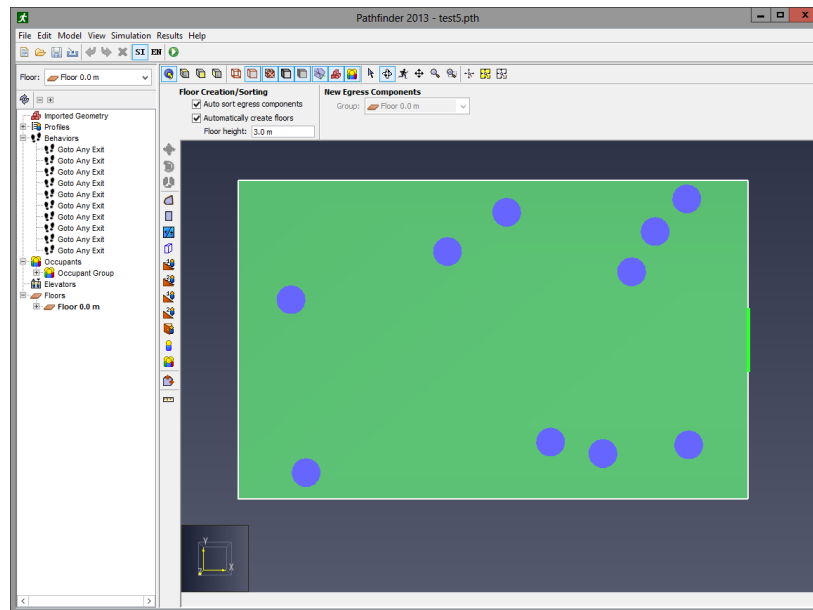 Pathfinder 2013 - test5.pth
File Edit Model View Simulation Results Help
SI EN
Floor: Floor 0.0 m
Floor Creation/Sorting
Auto sort egress components
Automatically create floors
Floor height: 3.0 m
New Egress Components
Group: Floor 0.0 m
Imported Geometry
Profiles
Behaviors
Goto Any Exit
Goto Any Exit
Goto Any Exit
Goto Any Exit
Goto Any Exit
Goto Any Exit
Goto Any Exit
Goto Any Exit
Goto Any Exit
Goto Any Exit
Occupants
Occupant Group
Elevators
Floors
Floor 0.0 m
Y
X
Z